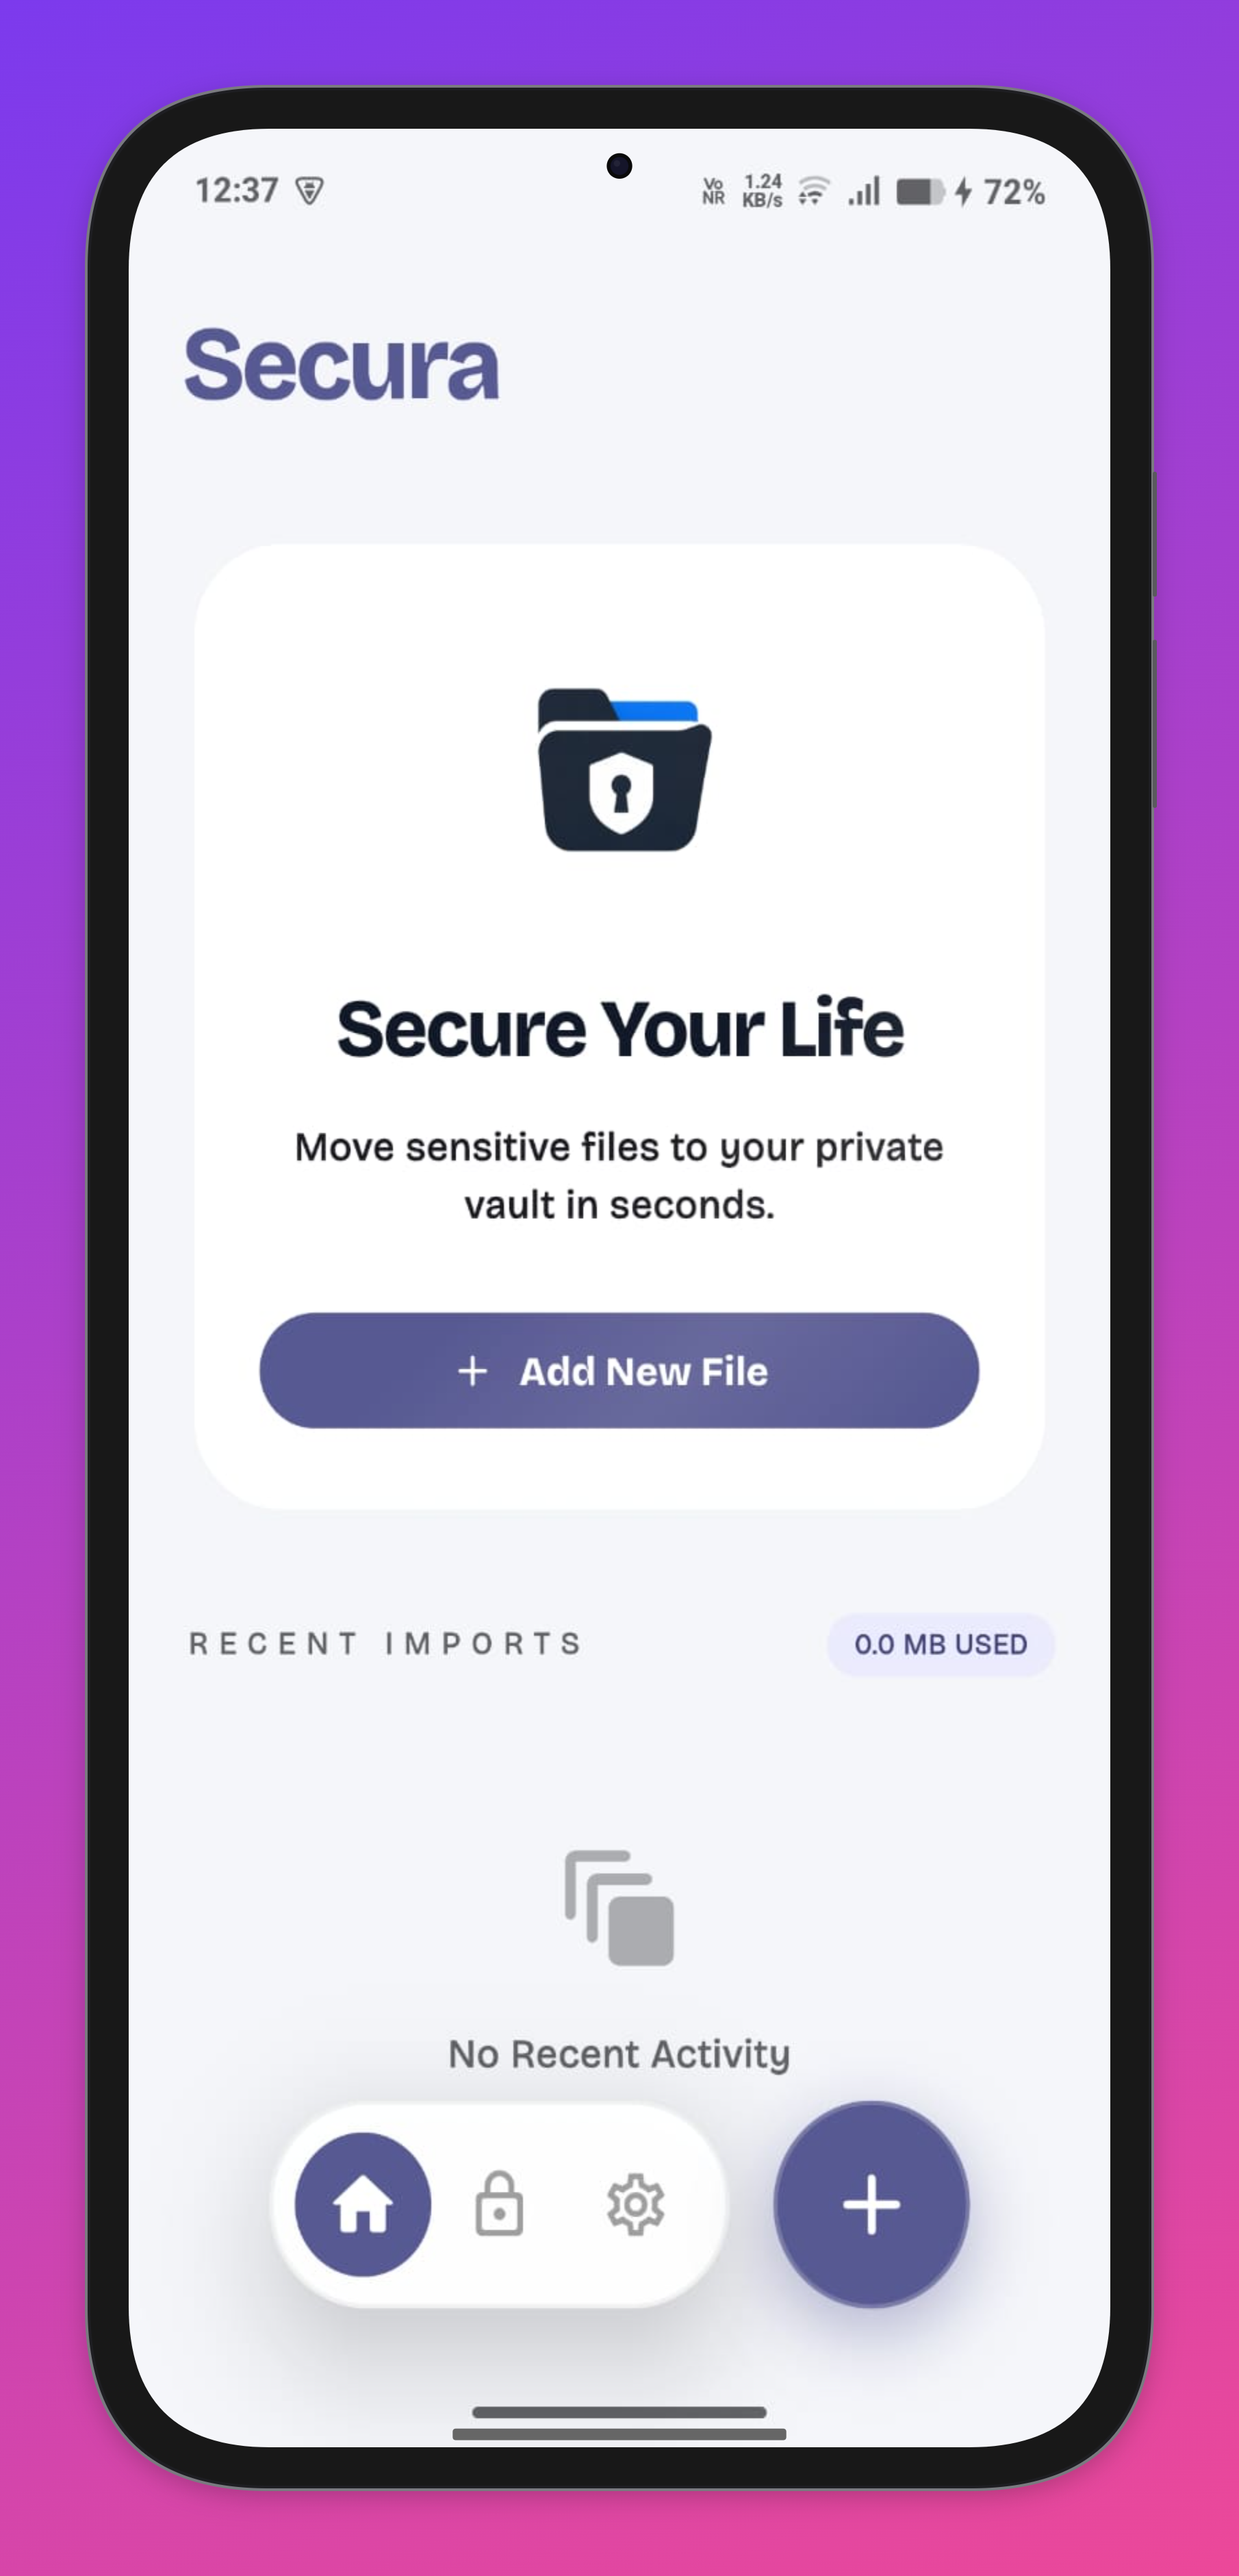 12:37
Vo
NR
1.24
KB/s
72%
Secura
Secure Your Life
Move sensitive files to your private
vault in seconds.
+ Add New File
RECENT IMPORTS
0.0 MB USED
No Recent Activity